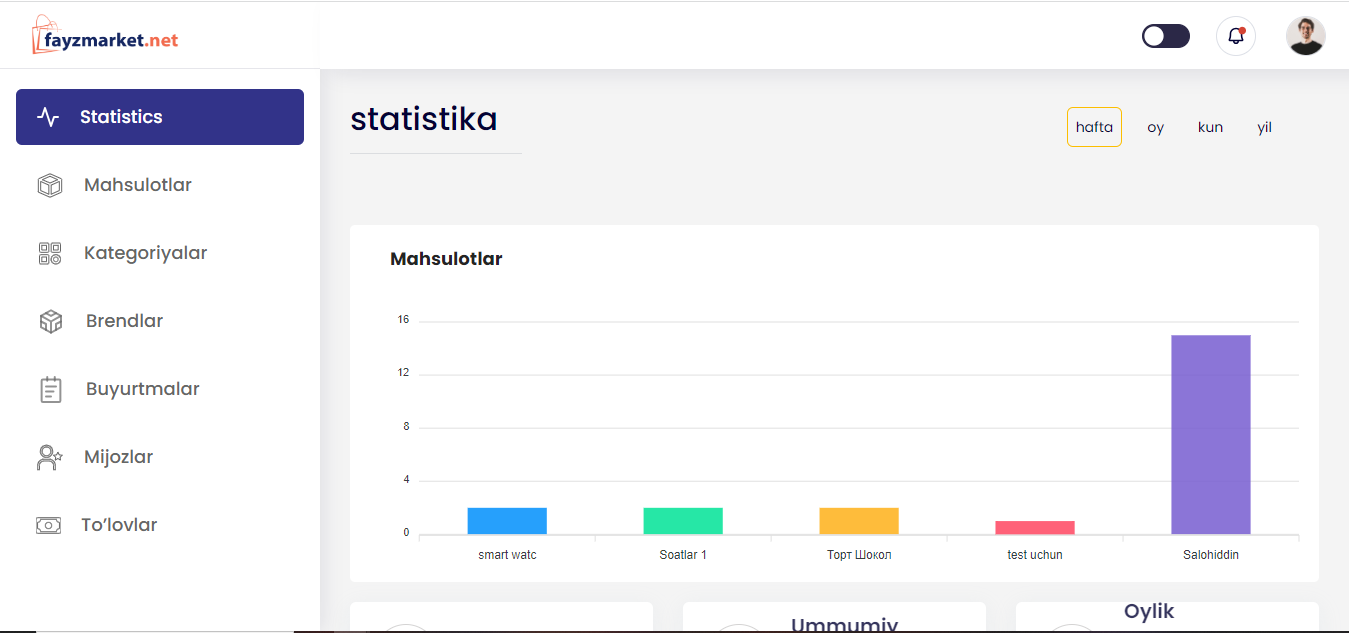 fayzmarket.net
Statistics
Mahsulotlar
Kategoriyalar
Brendlar
Buyurtmalar
Mijozlar
To‘lovlar
statistika
hafta oy kun yil
Mahsulotlar
16
12
8
4
0
smart watc Soatlar 1 Торт Шокол test uchun Salohiddin
Ummumiy
Oylik